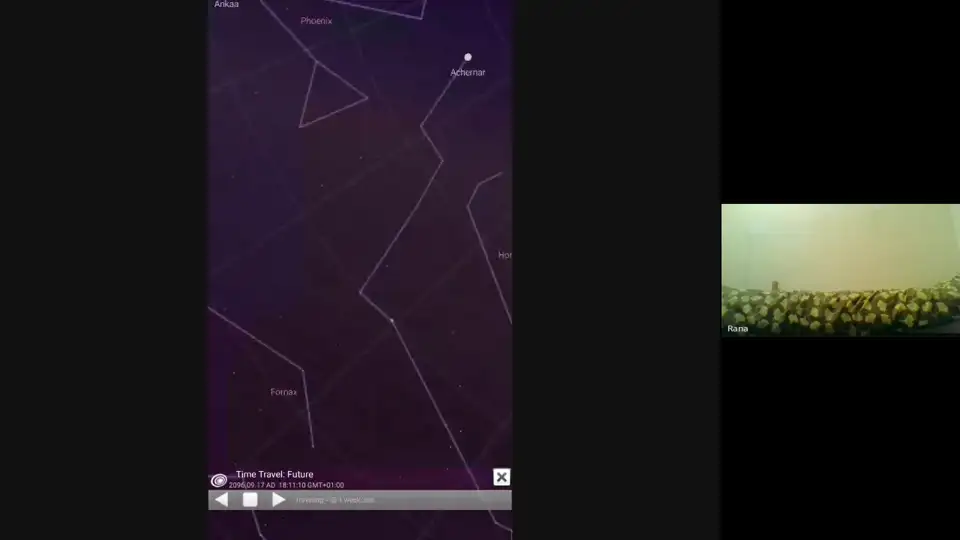 Ankaa
Phoenix
Achernar
Hor
Fornax
Rana
Time Travel: Future
2096.09.17 AD 18:11:10 GMT+01:00